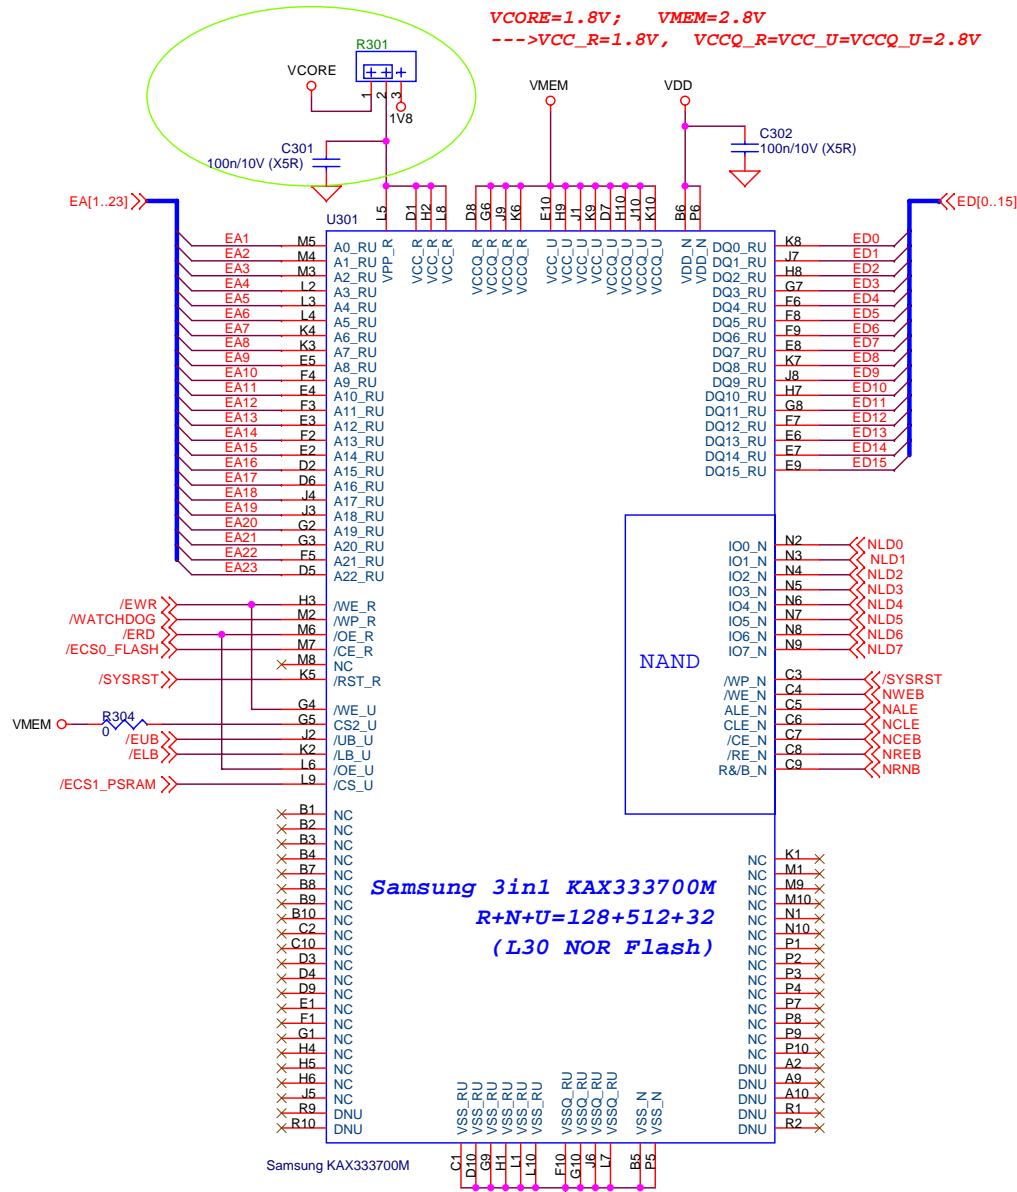 VCORE=1.8V; VMEM=2.8V
--->VCC_R=1.8V, VCCQ_R=VCC_U=VCCQ_U=2.8V
R301
VCORE
1 2 3
1V8
C301
100n/10V (X5R)
VMEM
VDD
C302
100n/10V (X5R)
EA[1..23]
ED[0..15]
U301
L5 D1 H2 L8 D8 G6 J9 K6 E10 H9 J1 K9 D7 H10 J10 K10 B6 P6
VPP_R VCC_R VCC_R VCC_R VCCQ_R VCCQ_R VCCQ_R VCCQ_R VCC_U VCC_U VCC_U VCC_U VCCQ_U VCCQ_U VCCQ_U VCCQ_U VDD_N VDD_N
EA1 M5 A0_RU
EA2 M4 A1_RU
EA3 M3 A2_RU
EA4 L2 A3_RU
EA5 L3 A4_RU
EA6 L4 A5_RU
EA7 K4 A6_RU
EA8 K3 A7_RU
EA9 E5 A8_RU
EA10 F4 A9_RU
EA11 E4 A10_RU
EA12 F3 A11_RU
EA13 E3 A12_RU
EA14 F2 A13_RU
EA15 E2 A14_RU
EA16 D2 A15_RU
EA17 D6 A16_RU
EA18 J4 A17_RU
EA19 J3 A18_RU
EA20 G2 A19_RU
EA21 G3 A20_RU
EA22 F5 A21_RU
EA23 D5 A22_RU
DQ0_RU K8 ED0
DQ1_RU J7 ED1
DQ2_RU H8 ED2
DQ3_RU G7 ED3
DQ4_RU F6 ED4
DQ5_RU F8 ED5
DQ6_RU F9 ED6
DQ7_RU E8 ED7
DQ8_RU K7 ED8
DQ9_RU J8 ED9
DQ10_RU H7 ED10
DQ11_RU G8 ED11
DQ12_RU F7 ED12
DQ13_RU E6 ED13
DQ14_RU E7 ED14
DQ15_RU E9 ED15
/EWR H3 /WE_R
/WATCHDOG M2 /WP_R
/ERD M6 /OE_R
/ECS0_FLASH M7 /CE_R
M8 NC
/SYSRST K5 /RST_R
G4 /WE_U
VMEM R304 0 G5 CS2_U
/EUB J2 /UB_U
/ELB K2 /LB_U
L6 /OE_U
/ECS1_PSRAM L9 /CS_U
NAND
IO0_N N2 NLD0
IO1_N N3 NLD1
IO2_N N4 NLD2
IO3_N N5 NLD3
IO4_N N6 NLD4
IO5_N N7 NLD5
IO6_N N8 NLD6
IO7_N N9 NLD7
/WP_N C3 /SYSRST
/WE_N C4 NWEB
ALE_N C5 NALE
CLE_N C6 NCLE
/CE_N C7 NCEB
/RE_N C8 NREB
R&/B_N C9 NRNB
B1 NC
B2 NC
B3 NC
B4 NC
B7 NC
B8 NC
B9 NC
B10 NC
C2 NC
C10 NC
D3 NC
D4 NC
D9 NC
E1 NC
F1 NC
G1 NC
H4 NC
H5 NC
H6 NC
J5 NC
R9 DNU
R10 DNU
Samsung 3in1 KAX333700M
R+N+U=128+512+32
(L30 NOR Flash)
NC K1
NC M1
NC M9
NC M10
NC N1
NC N10
NC P1
NC P2
NC P3
NC P4
NC P7
NC P8
NC P9
NC P10
DNU A2
DNU A9
DNU A10
DNU R1
DNU R2
VSS_RU VSS_RU VSS_RU VSS_RU VSS_RU VSS_RU VSSQ_RU VSSQ_RU VSSQ_RU VSSQ_RU VSS_N VSS_N
C1 D10 G9 H1 L1 L10 F10 G10 J6 L7 B5 P5
Samsung KAX333700M